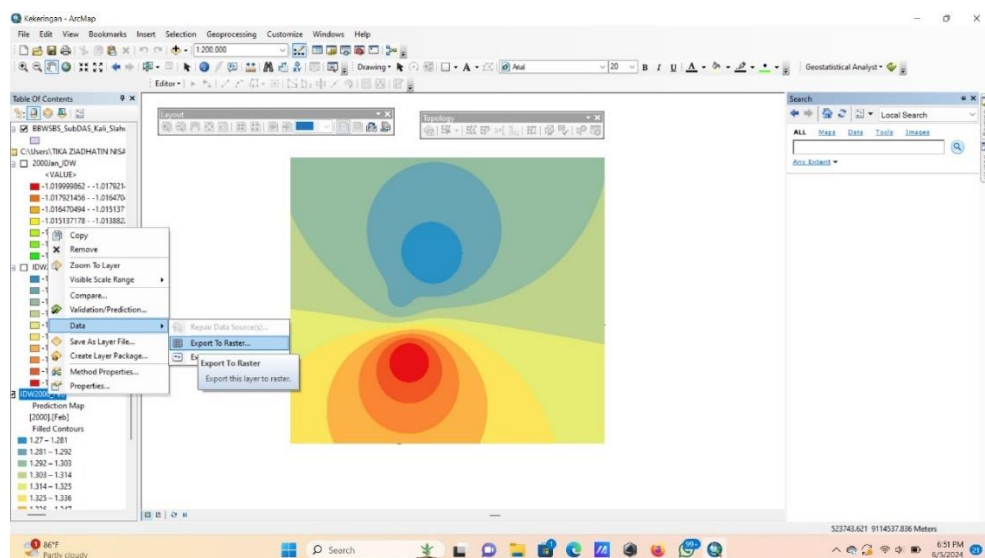 Kekeringan - ArcMap
File Edit View Bookmarks Insert Selection Geoprocessing Customize Windows Help
1:200.000
Drawing
Arial
20
B I U A
Geostatistical Analyst
Editor
Table Of Contents
Layout
Topology
Search
ALL Maps Data Tools Images
Any Extent
BBWSBS_SubDAS_Kali_Slahu
C:\Users\TIKA ZIADHATIN NISA
2000Jan_IDW
<VALUE>
-1.019999862 - -1.017921
-1.017921456 - -1.016470
-1.016470494 - -1.015137
-1.015137178 - -1.013882
Copy
Remove
Zoom To Layer
Visible Scale Range
Compare...
Validation/Prediction...
Data
Save As Layer File...
Create Layer Package...
Method Properties...
Properties...
Repair Data Source(s)...
Export To Raster...
Export To Raster
Export this layer to raster.
Prediction Map
[2000].[Feb]
Filled Contours
1.27 – 1.281
1.281 – 1.292
1.292 – 1.303
1.303 – 1.314
1.314 – 1.325
1.325 – 1.336
523743.621 9114537.836 Meters
86°F
Partly cloudy
Search
99+
6:51 PM
6/5/2024